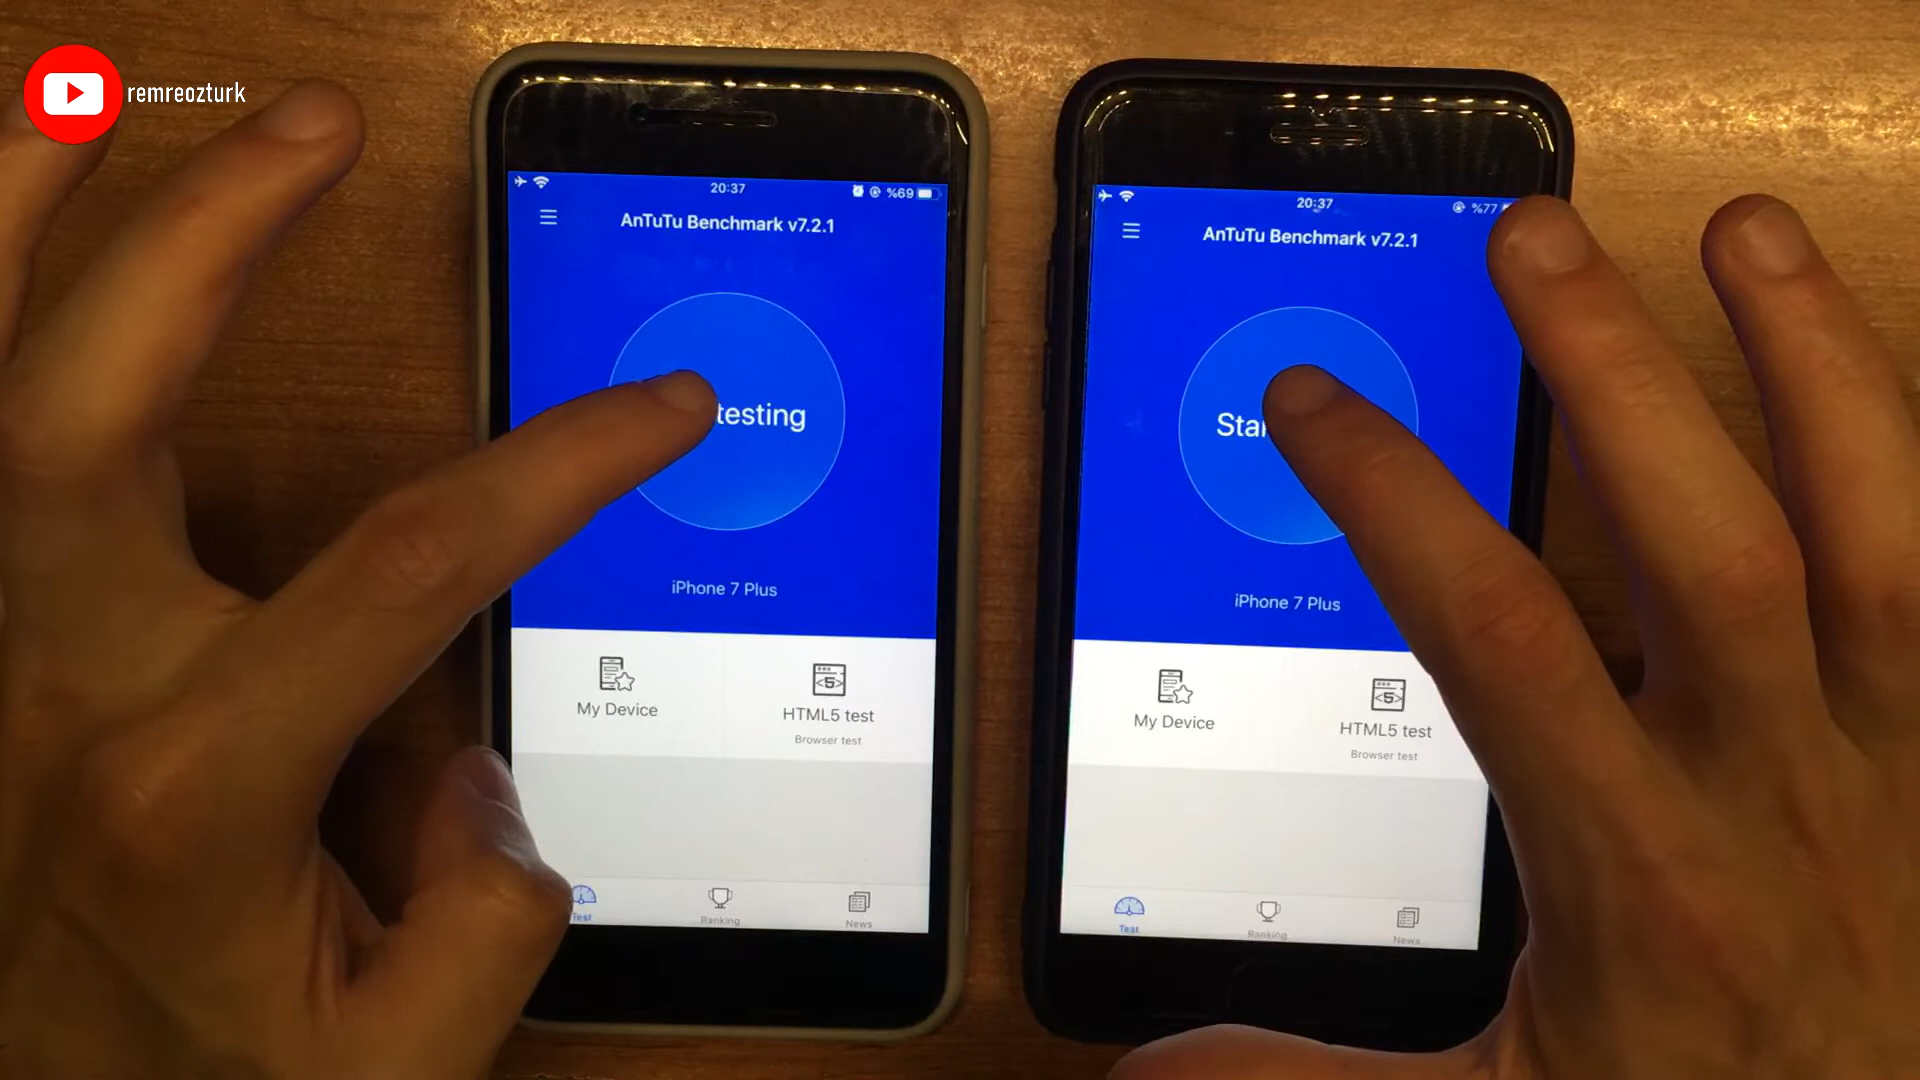 remreozturk
20:37
%69
AnTuTu Benchmark v7.2.1
testing
iPhone 7 Plus
My Device
HTML5 test
Browser test
Test
Ranking
News
20:37
%77
AnTuTu Benchmark v7.2.1
Star
iPhone 7 Plus
My Device
HTML5 test
Browser test
Test
Ranking
News